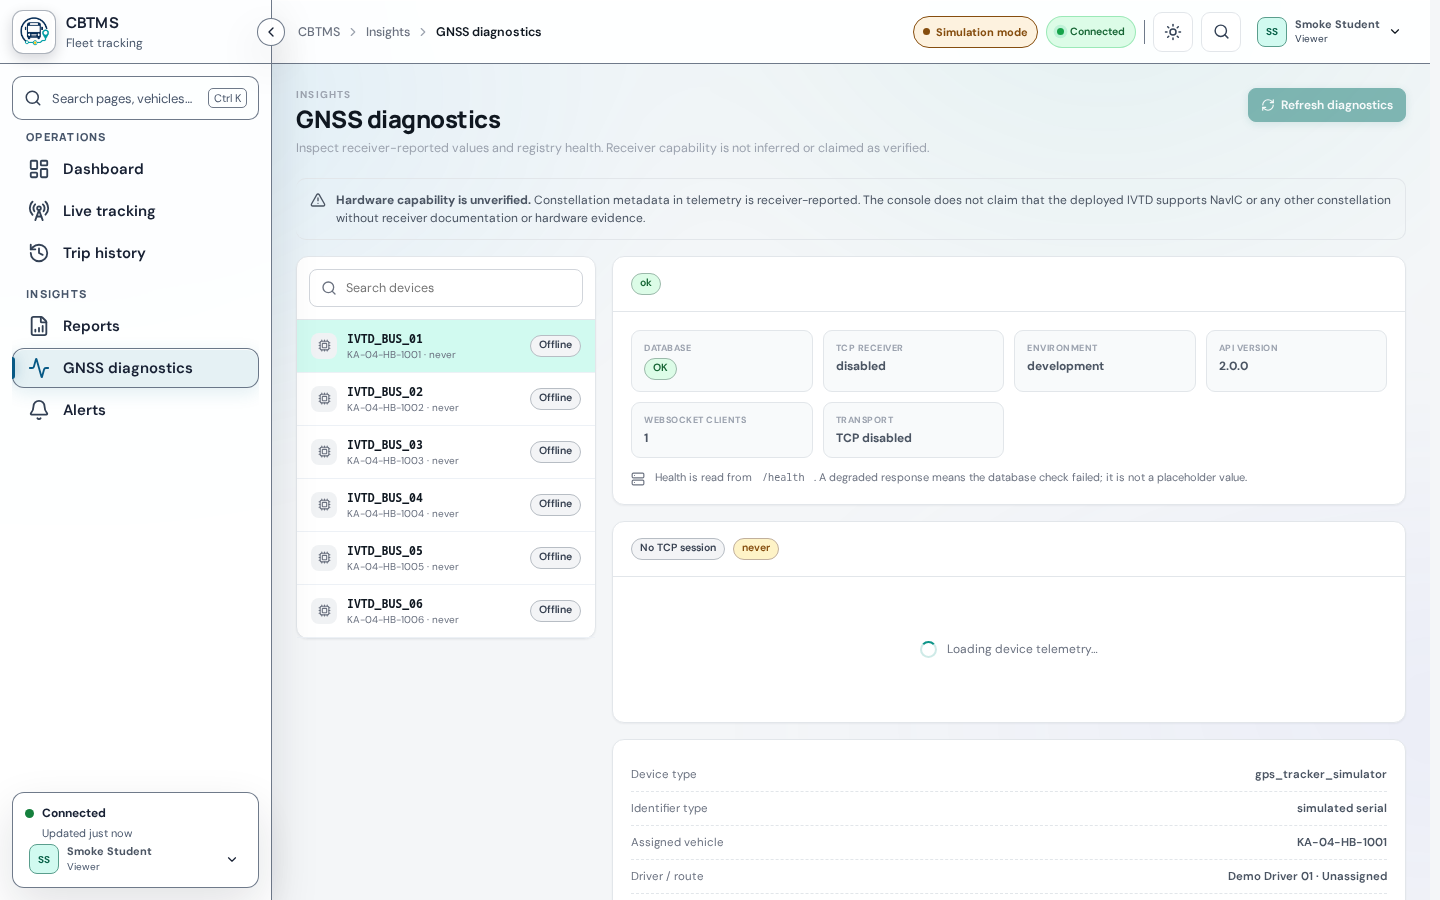 CBTMS
Fleet tracking
Search pages, vehicles...
Ctrl K
OPERATIONS
Dashboard
Live tracking
Trip history
INSIGHTS
Reports
GNSS diagnostics
Alerts
Connected
Updated just now
SS
Smoke Student
Viewer
CBTMS
Insights
GNSS diagnostics
Simulation mode
Connected
SS
Smoke Student
Viewer
INSIGHTS
GNSS diagnostics
Inspect receiver-reported values and registry health. Receiver capability is not inferred or claimed as verified.
Refresh diagnostics
Hardware capability is unverified. Constellation metadata in telemetry is receiver-reported. The console does not claim that the deployed IVTD supports NavIC or any other constellation
without receiver documentation or hardware evidence.
Search devices
IVTD_BUS_01
KA-04-HB-1001 · never
Offline
IVTD_BUS_02
KA-04-HB-1002 · never
Offline
IVTD_BUS_03
KA-04-HB-1003 · never
Offline
IVTD_BUS_04
KA-04-HB-1004 · never
Offline
IVTD_BUS_05
KA-04-HB-1005 · never
Offline
IVTD_BUS_06
KA-04-HB-1006 · never
Offline
ok
DATABASE
OK
TCP RECEIVER
disabled
ENVIRONMENT
development
API VERSION
2.0.0
WEBSOCKET CLIENTS
1
TRANSPORT
TCP disabled
Health is read from /health . A degraded response means the database check failed; it is not a placeholder value.
No TCP session
never
Loading device telemetry...
Device type
gps_tracker_simulator
Identifier type
simulated serial
Assigned vehicle
KA-04-HB-1001
Driver / route
Demo Driver 01 · Unassigned